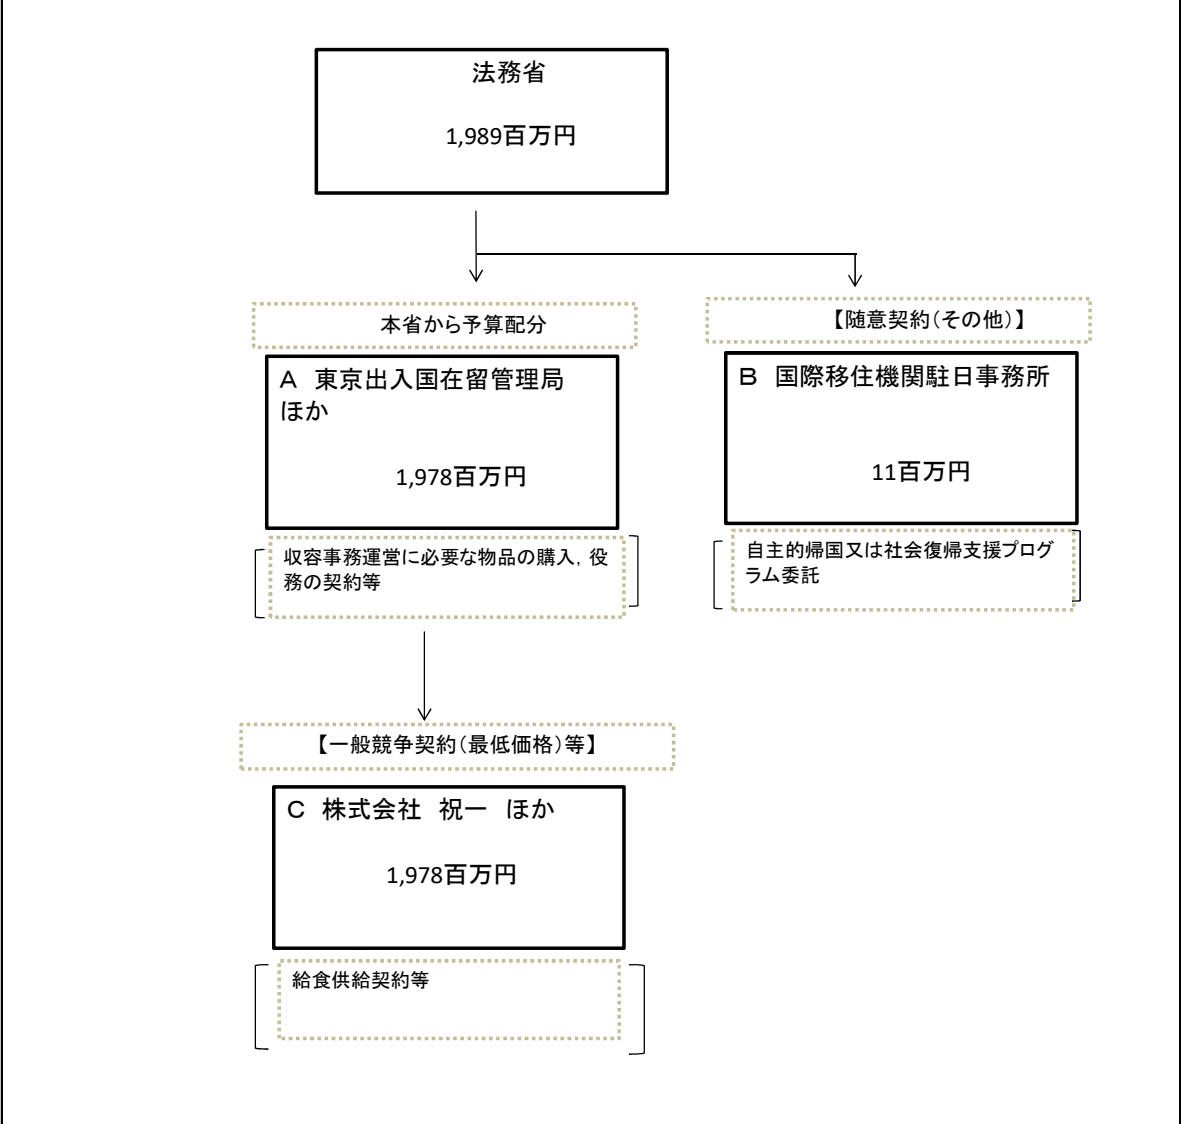 法務省
1,989百万円
本省から予算配分
【随意契約(その他)】
A　東京出入国在留管理局
ほか
1,978百万円
B　国際移住機関駐日事務所
11百万円
収容事務運営に必要な物品の購入，役
務の契約等
自主的帰国又は社会復帰支援プログ
ラム委託
【一般競争契約(最低価格)等】
C　株式会社　祝一　ほか
1,978百万円
給食供給契約等